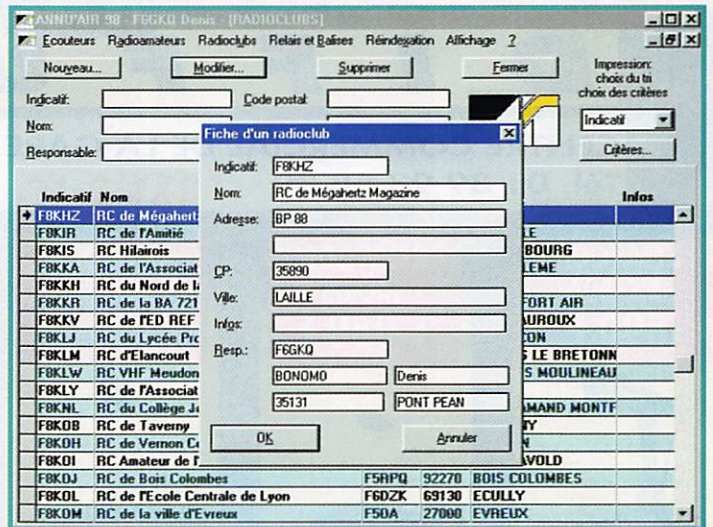 ANNU'AIR 98 - F6GKQ Denis - [RADIOCLUBS]
Ecouteurs Radioamateurs Radioclubs Relais et Balises Réindexation Affichage ?
Nouveau... Modifier... Supprimer Fermer
Impression:
choix du tri
choix des critères
Indicatif: Code postal:
Nom:
Indicatif
Responsable:
Critères...
Fiche d'un radioclub
Indicatif: F8KHZ
Nom: RC de Mégahertz Magazine
Adresse: BP 88
CP: 35890
Ville: LAILLE
Infos:
Resp.: F6GKQ
BONOMO Denis
35131 PONT PEAN
OK Annuler
Indicatif Nom Infos
F8KHZ RC de Mégahertz
F8KIR RC de l'Amitié LE
F8KIS RC Hilairois BOURG
F8KKA RC de l'Associat LEME
F8KKH RC du Nord de la
F8KKR RC de la BA 721 FORT AIR
F8KKV RC de l'ED REF AUROUX
F8KLJ RC du Lycée Pro CON
F8KLM RC d'Elancourt S LE BRETONN
F8KLW RC VHF Meudon S MOULINEAU
F8KLY RC de l'Associat
F8KNL RC du Collège J AMAND MONTF
F8KOB RC de Taverny NY
F8KOH RC de Vernon C N
F8KOI RC Amateur de l' AVOLD
F8KOJ RC de Bois Colombes F5RPQ 92270 BOIS COLOMBES
F8KOL RC de l'Ecole Centrale de Lyon F6DZK 69130 ECULLY
F8KOM RC de la ville d'Evreux F5OA 27000 EVREUX